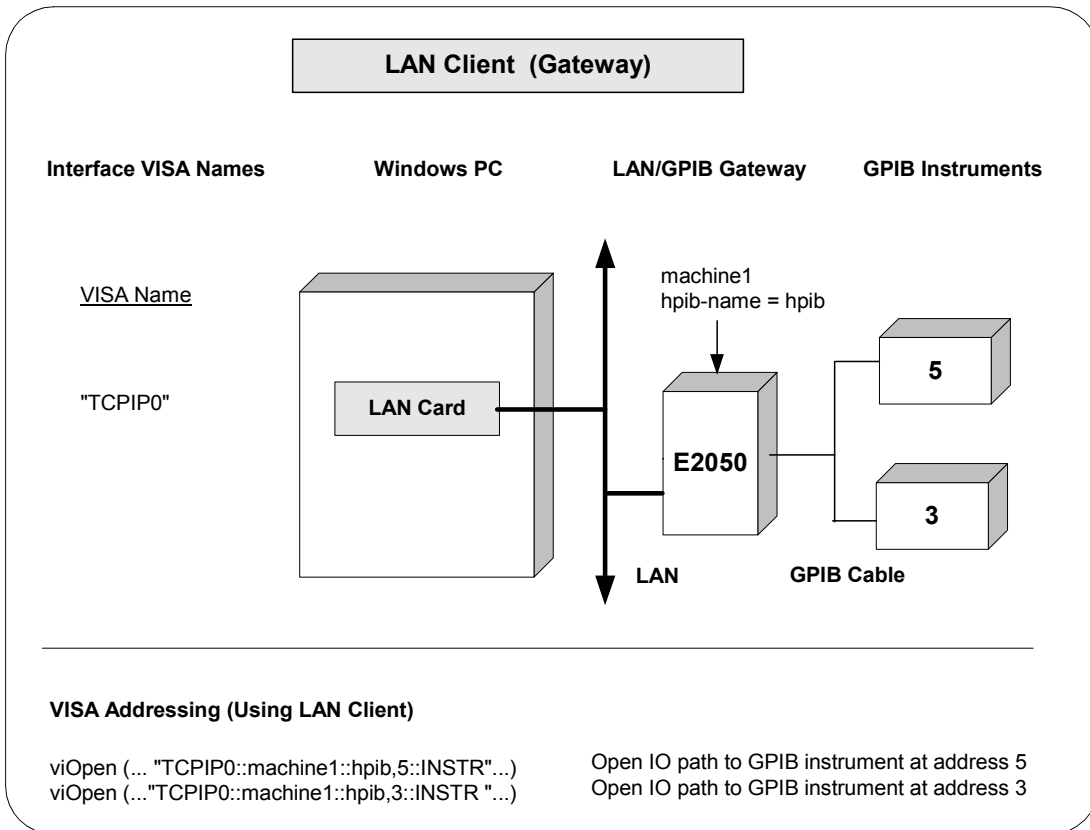 LAN Client (Gateway)
Interface VISA Names
Windows PC
LAN/GPIB Gateway
GPIB Instruments
VISA Name
"TCPIP0"
LAN Card
machine1
hpib-name = hpib
E2050
5
3
LAN
GPIB Cable
VISA Addressing (Using LAN Client)
viOpen (... "TCPIP0::machine1::hpib,5::INSTR"...)
Open IO path to GPIB instrument at address 5
viOpen (..."TCPIP0::machine1::hpib,3::INSTR "...)
Open IO path to GPIB instrument at address 3